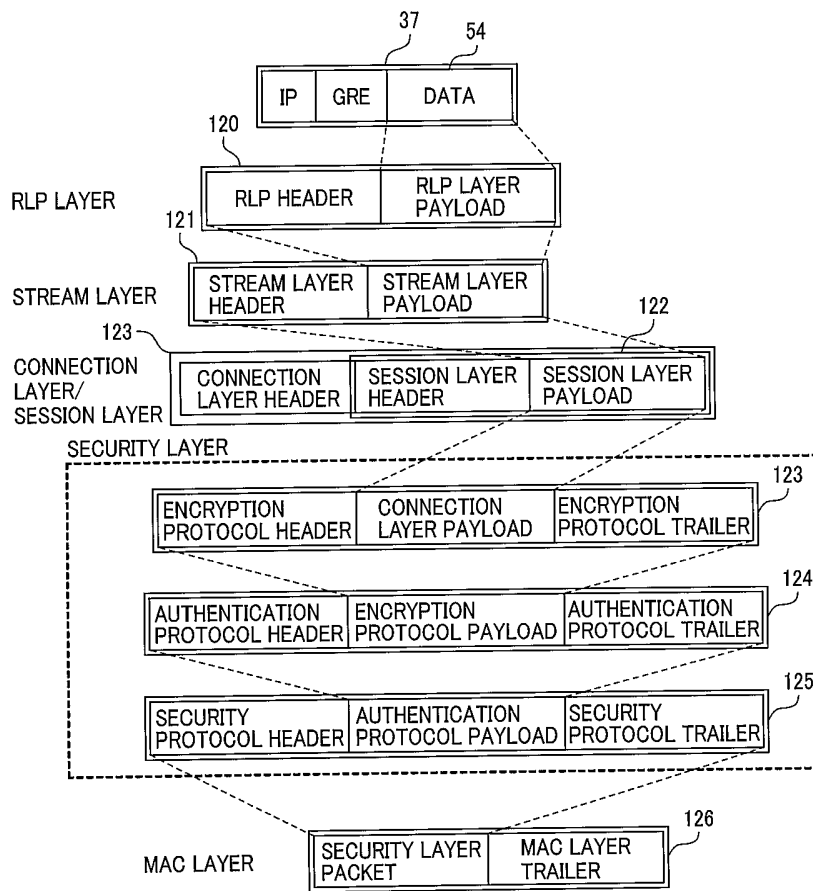 37
54
IP GRE DATA
120
RLP LAYER
RLP HEADER
RLP LAYER
PAYLOAD
121
STREAM LAYER
STREAM LAYER
HEADER
STREAM LAYER
PAYLOAD
122
123
CONNECTION
LAYER/
SESSION LAYER
CONNECTION
LAYER HEADER
SESSION LAYER
HEADER
SESSION LAYER
PAYLOAD
SECURITY LAYER
ENCRYPTION
PROTOCOL HEADER
CONNECTION
LAYER PAYLOAD
ENCRYPTION
PROTOCOL TRAILER
123
AUTHENTICATION
PROTOCOL HEADER
ENCRYPTION
PROTOCOL PAYLOAD
AUTHENTICATION
PROTOCOL TRAILER
124
SECURITY
PROTOCOL HEADER
AUTHENTICATION
PROTOCOL PAYLOAD
SECURITY
PROTOCOL TRAILER
125
MAC LAYER
SECURITY LAYER
PACKET
MAC LAYER
TRAILER
126